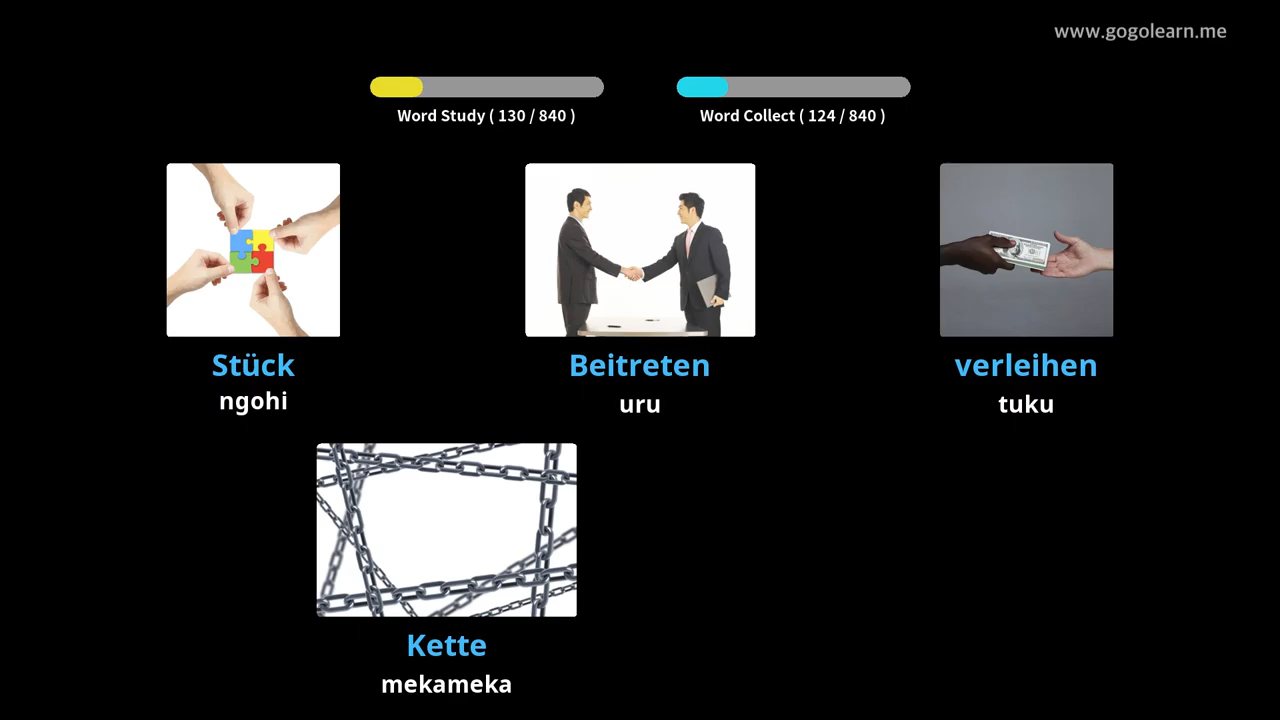 www.gogolearn.me
Word Study ( 130 / 840 )
Word Collect ( 124 / 840 )
Stück
ngohi
Beitreten
uru
verleihen
tuku
Kette
mekameka